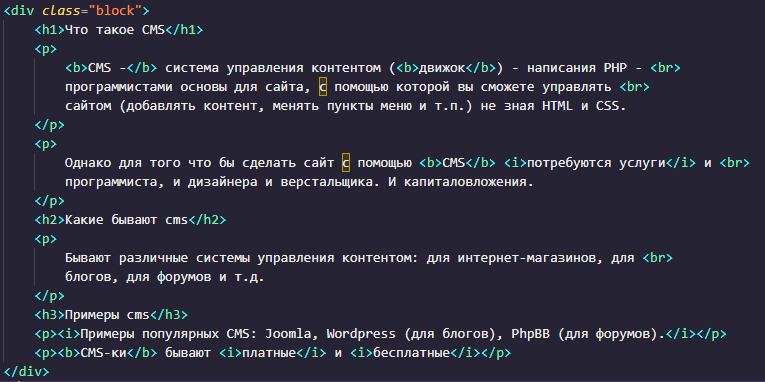 <div class="block">
<h1>Что такое CMS</h1>
<p>
<b>CMS -</b> система управления контентом (<b>движок</b>) - написания PHP - <br>
программистами основы для сайта, с помощью которой вы сможете управлять <br>
сайтом (добавлять контент, менять пункты меню и т.п.) не зная HTML и CSS.
</p>
<p>
Однако для того что бы сделать сайт с помощью <b>CMS</b> <i>потребуются услуги</i> и <br>
программиста, и дизайнера и верстальщика. И капиталовложения.
</p>
<h2>Какие бывают cms</h2>
<p>
Бывают различные системы управления контентом: для интернет-магазинов, для <br>
блогов, для форумов и т.д.
</p>
<h3>Примеры cms</h3>
<p><i>Примеры популярных CMS: Joomla, Wordpress (для блогов), PhpBB (для форумов).</i></p>
<p><b>CMS-ки</b> бывают <i>платные</i> и <i>бесплатные</i></p>
</div>